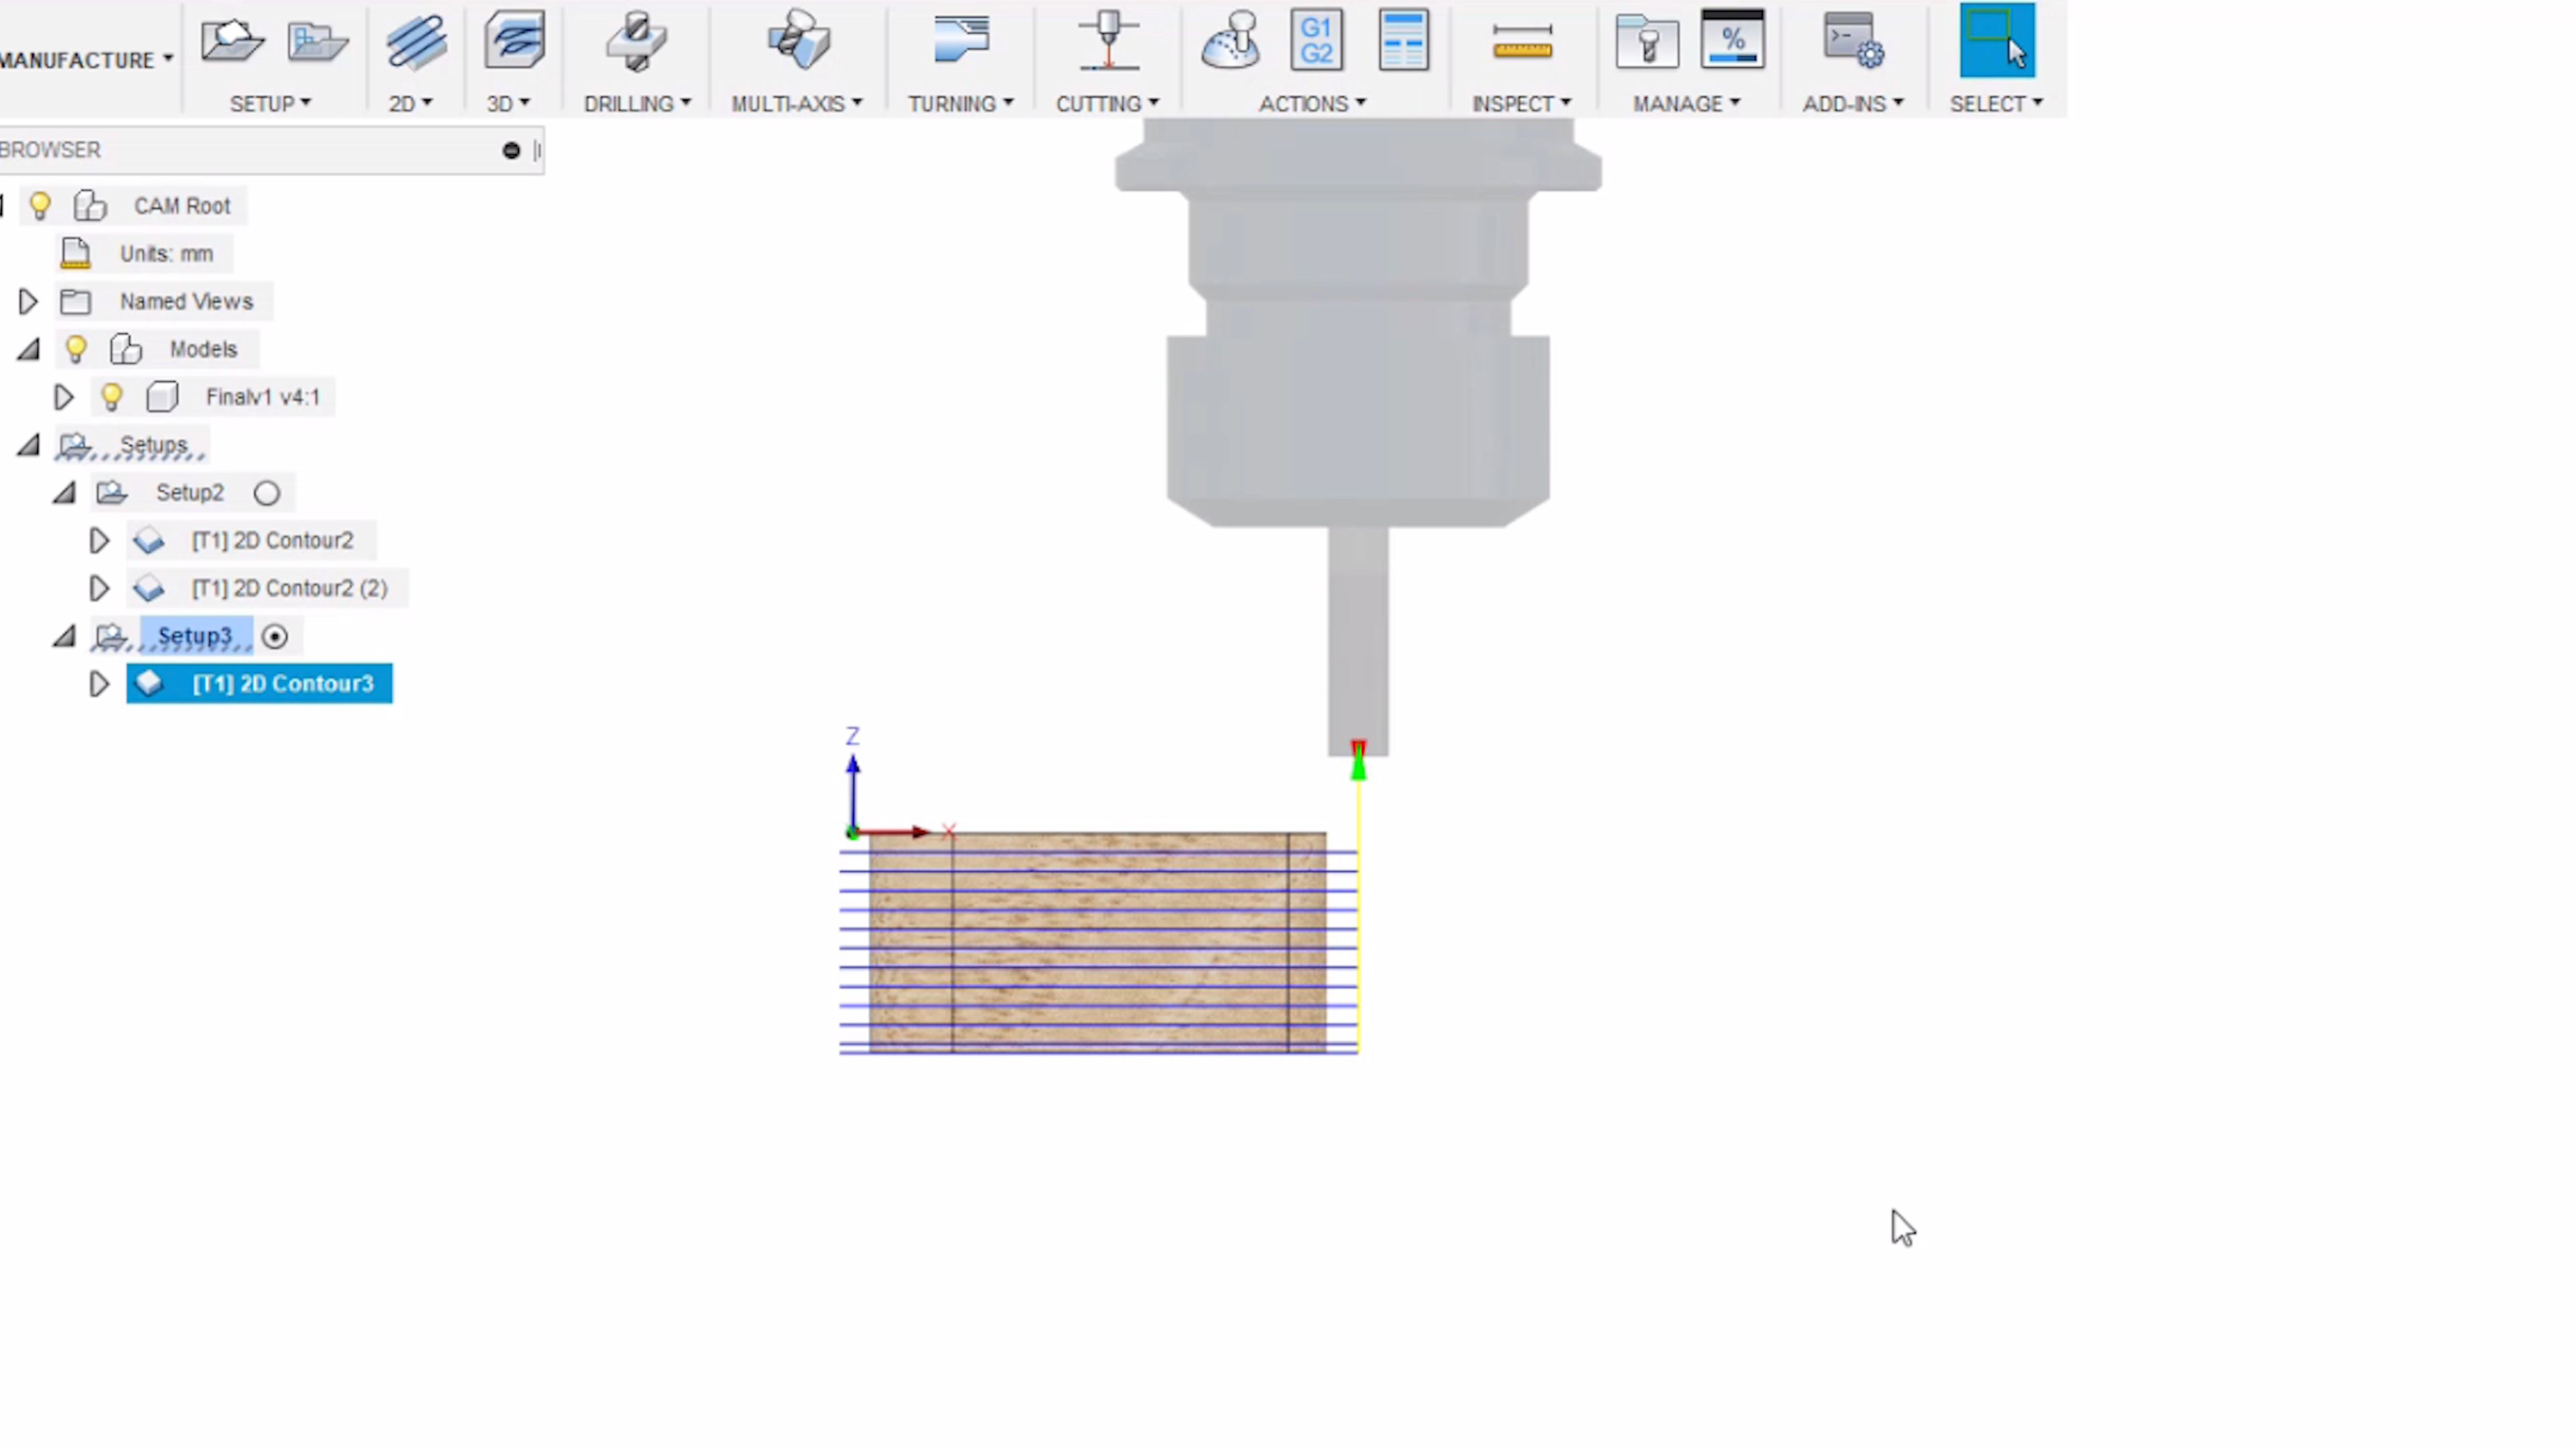 MANUFACTURE
G1
G2
%
SETUP
2D
3D
DRILLING
MULTI-AXIS
TURNING
CUTTING
ACTIONS
INSPECT
MANAGE
ADD-INS
SELECT
BROWSER
CAM Root
Units: mm
Named Views
Models
Finalv1 v4:1
Setups
Setup2
[T1] 2D Contour2
[T1] 2D Contour2 (2)
Setup3
[T1] 2D Contour3
Z
X